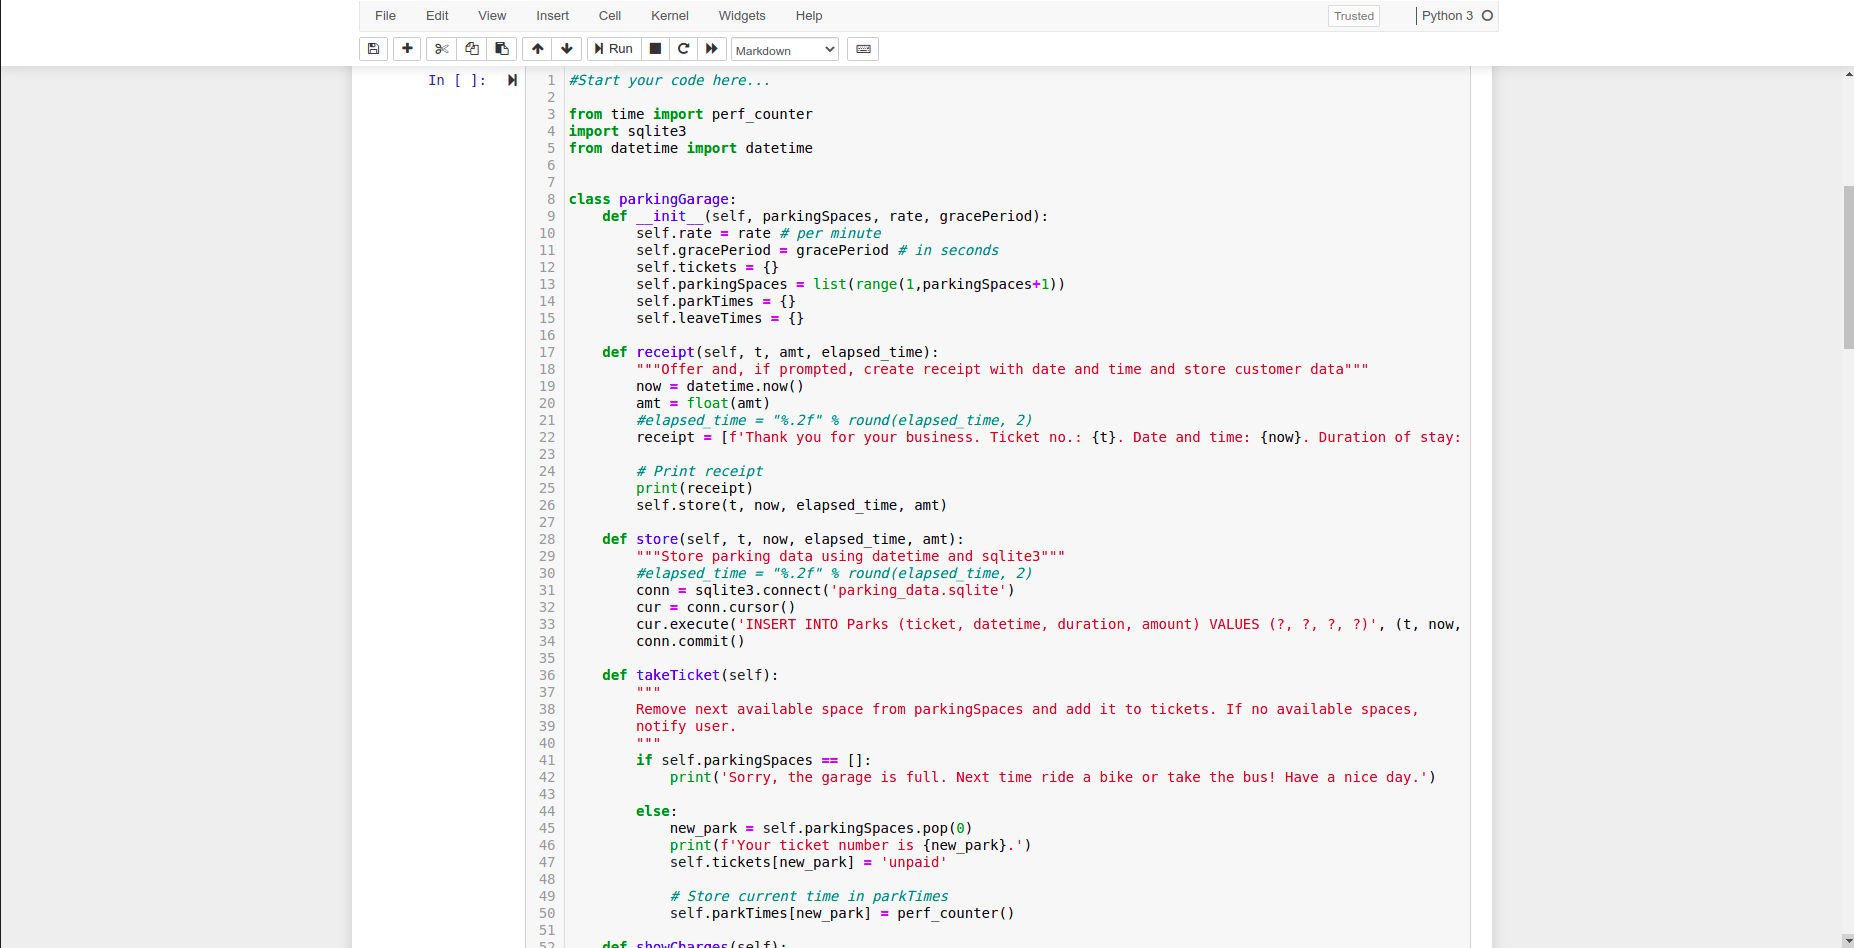 File Edit View Insert Cell Kernel Widgets Help Trusted Python 3
Run Markdown
In [ ]:
1 #Start your code here...
2
3 from time import perf_counter
4 import sqlite3
5 from datetime import datetime
6
7
8 class parkingGarage:
9     def __init__(self, parkingSpaces, rate, gracePeriod):
10         self.rate = rate # per minute
11         self.gracePeriod = gracePeriod # in seconds
12         self.tickets = {}
13         self.parkingSpaces = list(range(1,parkingSpaces+1))
14         self.parkTimes = {}
15         self.leaveTimes = {}
16
17     def receipt(self, t, amt, elapsed_time):
18         """Offer and, if prompted, create receipt with date and time and store customer data"""
19         now = datetime.now()
20         amt = float(amt)
21         #elapsed_time = "%.2f" % round(elapsed_time, 2)
22         receipt = [f'Thank you for your business. Ticket no.: {t}. Date and time: {now}. Duration of stay:
23
24         # Print receipt
25         print(receipt)
26         self.store(t, now, elapsed_time, amt)
27
28     def store(self, t, now, elapsed_time, amt):
29         """Store parking data using datetime and sqlite3"""
30         #elapsed_time = "%.2f" % round(elapsed_time, 2)
31         conn = sqlite3.connect('parking_data.sqlite')
32         cur = conn.cursor()
33         cur.execute('INSERT INTO Parks (ticket, datetime, duration, amount) VALUES (?, ?, ?, ?)', (t, now,
34         conn.commit()
35
36     def takeTicket(self):
37         """
38         Remove next available space from parkingSpaces and add it to tickets. If no available spaces,
39         notify user.
40         """
41         if self.parkingSpaces == []:
42             print('Sorry, the garage is full. Next time ride a bike or take the bus! Have a nice day.')
43
44         else:
45             new_park = self.parkingSpaces.pop(0)
46             print(f'Your ticket number is {new_park}.')
47             self.tickets[new_park] = 'unpaid'
48
49             # Store current time in parkTimes
50             self.parkTimes[new_park] = perf_counter()
51
52     def showCharges(self):